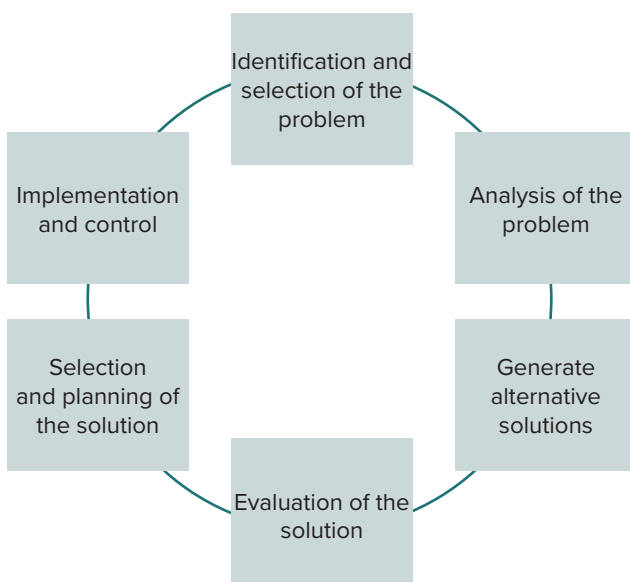 Identification and
selection of the
problem
Analysis of the
problem
Generate
alternative
solutions
Evaluation of the
solution
Selection
and planning of
the solution
Implementation
and control